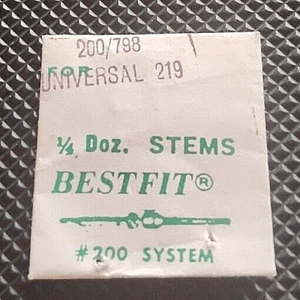 200/798
FOR
UNIVERSAL 219
¼ Doz. STEMS
BESTFIT®
#200 SYSTEM